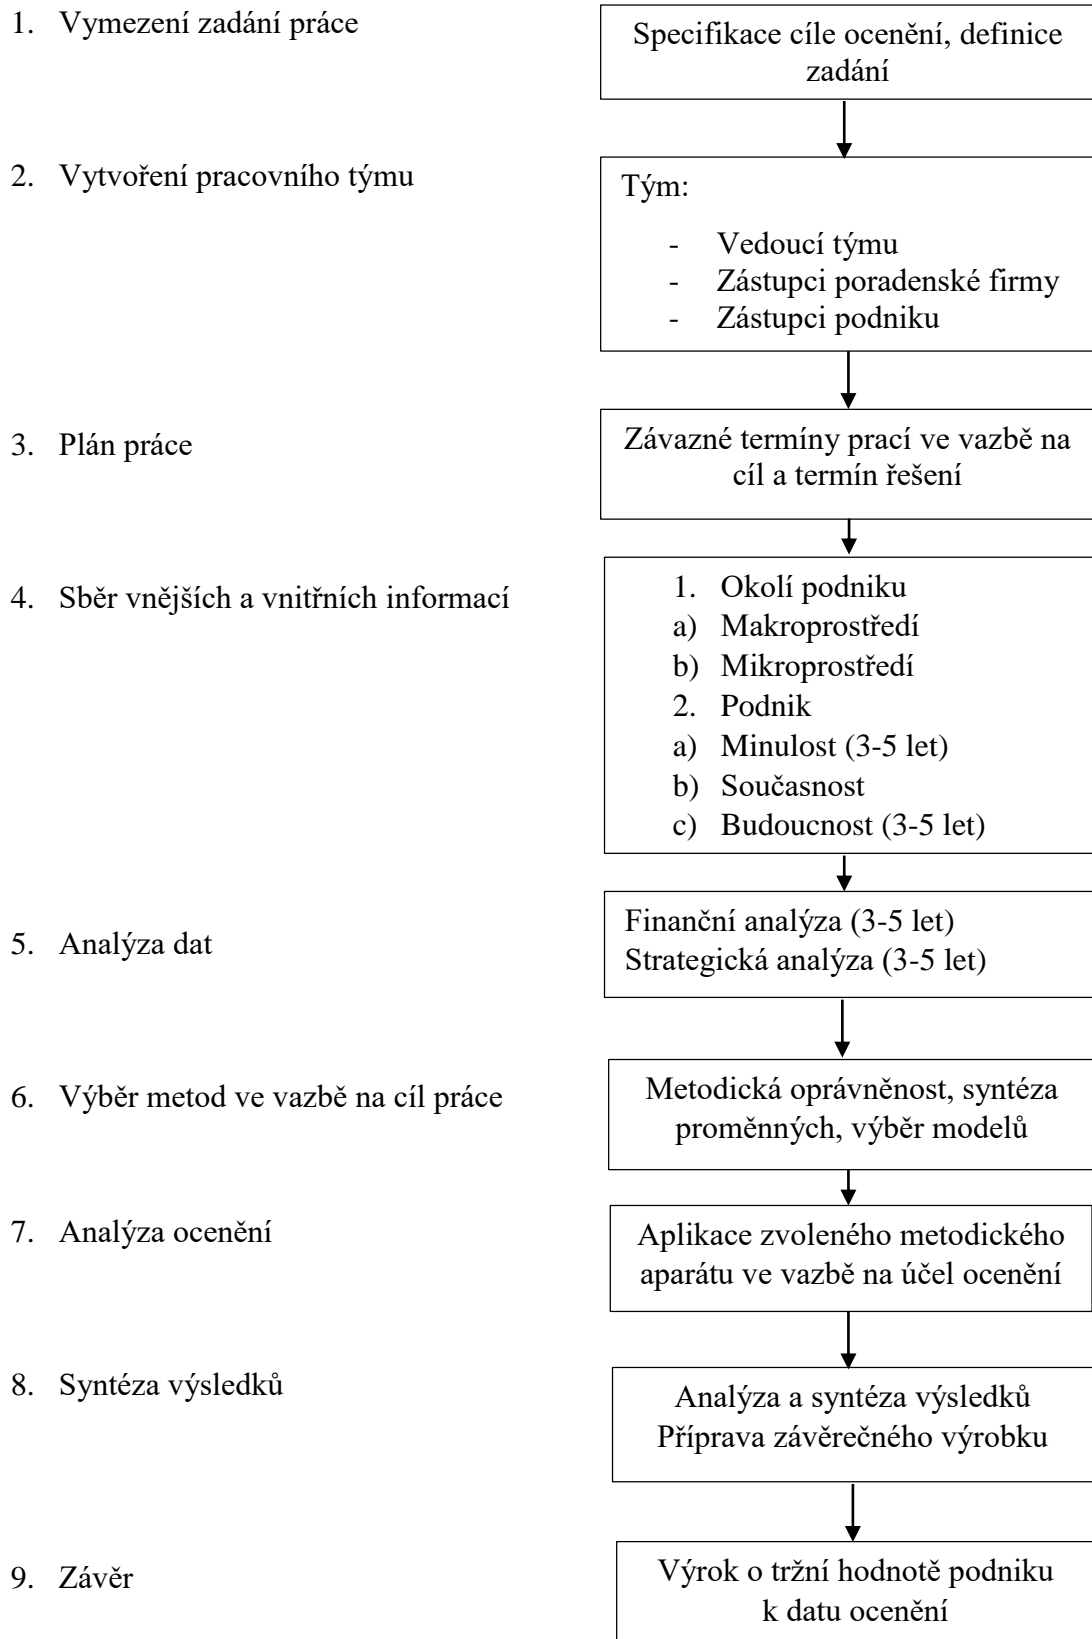 1. Vymezení zadání práce
Specifikace cíle ocenění, definice
zadání
2. Vytvoření pracovního týmu
Tým:
- Vedoucí týmu
- Zástupci poradenské firmy
- Zástupci podniku
3. Plán práce
Závazné termíny prací ve vazbě na
cíl a termín řešení
4. Sběr vnějších a vnitřních informací
1. Okolí podniku
a) Makroprostředí
b) Mikroprostředí
2. Podnik
a) Minulost (3-5 let)
b) Současnost
c) Budoucnost (3-5 let)
5. Analýza dat
Finanční analýza (3-5 let)
Strategická analýza (3-5 let)
6. Výběr metod ve vazbě na cíl práce
Metodická oprávněnost, syntéza
proměnných, výběr modelů
7. Analýza ocenění
Aplikace zvoleného metodického
aparátu ve vazbě na účel ocenění
8. Syntéza výsledků
Analýza a syntéza výsledků
Příprava závěrečného výrobku
9. Závěr
Výrok o tržní hodnotě podniku
k datu ocenění